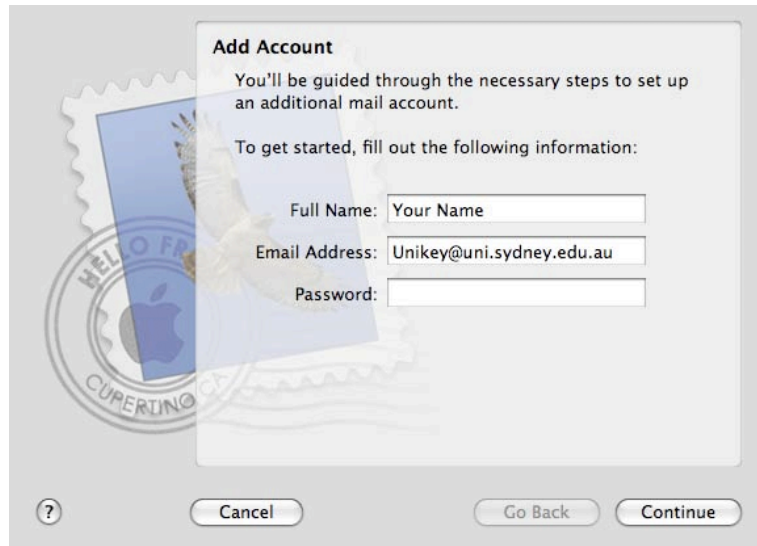 Add Account
You'll be guided through the necessary steps to set up
an additional mail account.
To get started, fill out the following information:
Full Name: Your Name
Email Address: Unikey@uni.sydney.edu.au
Password:
HELLO FR
CUPERTINO CA
?
Cancel
Go Back
Continue